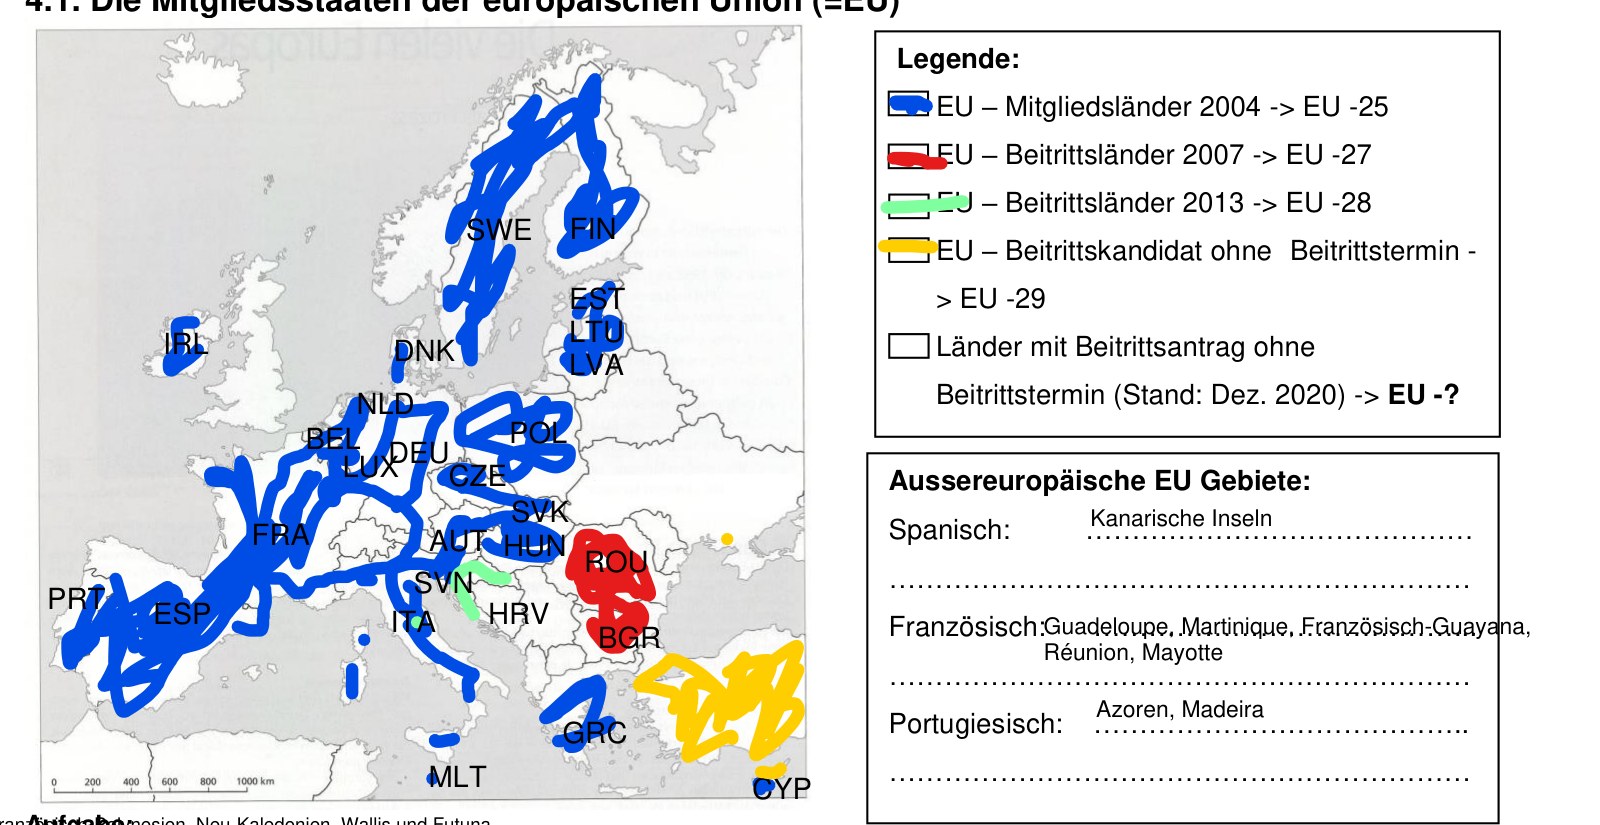 4.1. Die Mitgliedsstaaten der europäischen Union (=EU)
Die vielen Europas
SWE
FIN
EST
LTU
LVA
IRL
DNK
NLD
BEL
DEU
LUX
POL
CZE
SVK
FRA
AUT
HUN
ROU
SVN
PRT
ESP
ITA
HRV
BGR
GRC
MLT
CYP
0 200 400 600 800 1000 km
Legende:
EU – Mitgliedsländer 2004 -> EU -25
EU – Beitrittsländer 2007 -> EU -27
EU – Beitrittsländer 2013 -> EU -28
EU – Beitrittskandidat ohne Beitrittstermin -
> EU -29
Länder mit Beitrittsantrag ohne
Beitrittstermin (Stand: Dez. 2020) -> EU -?
Aussereuropäische EU Gebiete:
Spanisch: Kanarische Inseln
Französisch: Guadeloupe, Martinique, Französisch-Guayana,
Réunion, Mayotte
Portugiesisch: Azoren, Madeira
Aufgabe:
Neu-Kaledonien, Wallis und Futuna